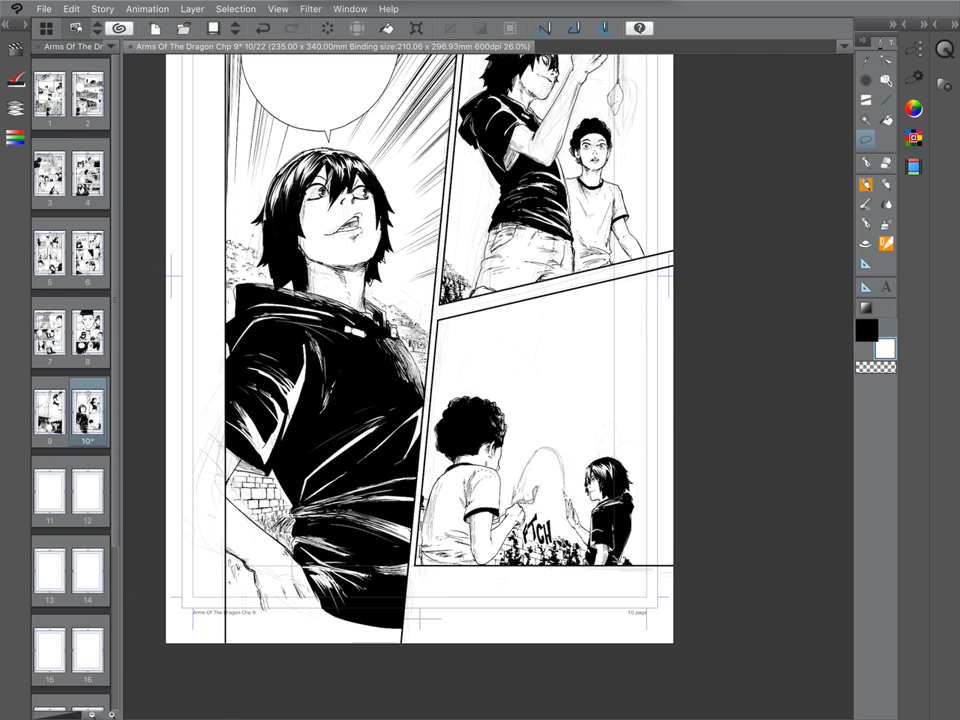 File Edit Story Animation Layer Selection View Filter Window Help
Arms Of The Dr
Arms Of The Dragon Chp 9* 10/22 (235.00 x 340.00mm Binding size:210.06 x 296.93mm 600dpi 26.0%)
1 2
3 4
5 6
7 8
9 10*
11 12
13 14
15 16
FTCH
Arms Of The Dragon Chp 9
10 page
T
A
?